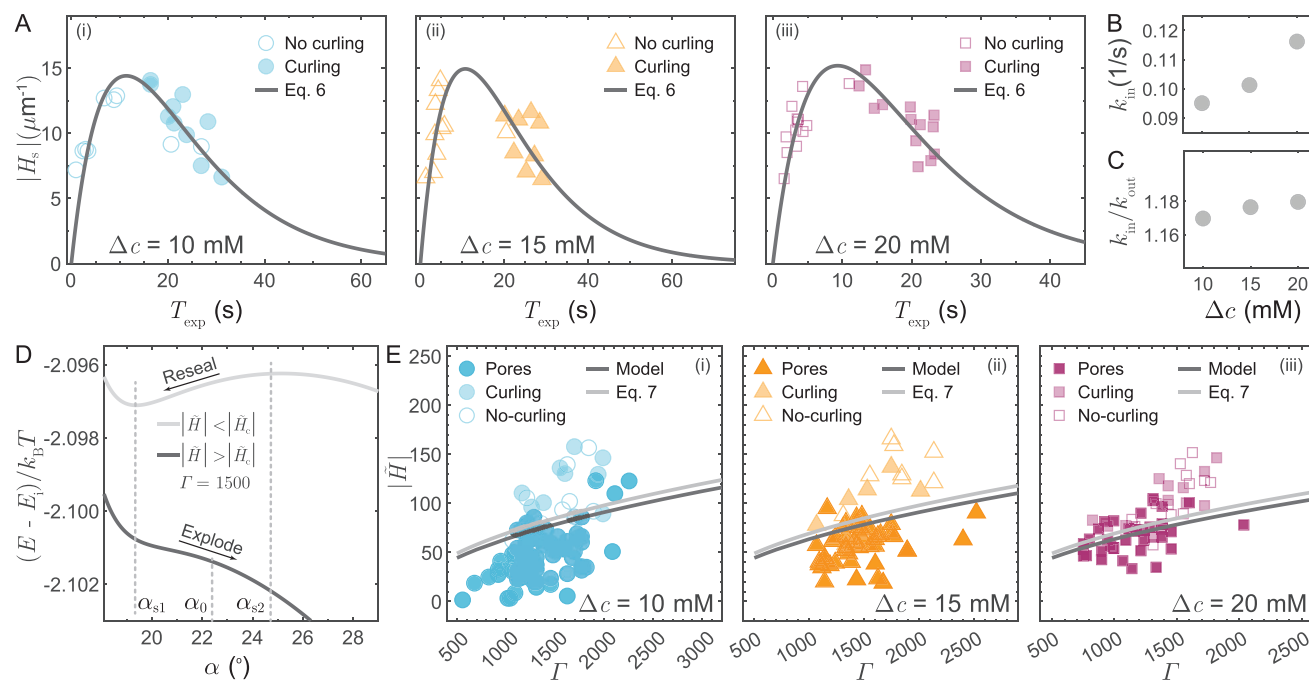 A
(i)
No curling
Curling
Eq. 6
|H_s| (μm⁻¹)
15
10
5
0
Δc = 10 mM
0 20 40 60
T_exp (s)
(ii)
No curling
Curling
Eq. 6
Δc = 15 mM
0 20 40 60
T_exp (s)
(iii)
No curling
Curling
Eq. 6
Δc = 20 mM
0 10 20 30 40
T_exp (s)
B
k_in (1/s)
0.12
0.11
0.10
0.09
C
k_in/k_out
1.18
1.16
10 15 20
Δc (mM)
D
(E - E_i)/k_BT
-2.096
-2.098
-2.100
-2.102
Reseal
|H̃| < |H̃_c|
|H̃| > |H̃_c|
Γ = 1500
Explode
α_s1 α_0 α_s2
20 22 24 26 28
α (°)
E
|H̃|
250
200
150
100
50
0
Pores
Curling
No-curling
Model
Eq. 7
(i)
Δc = 10 mM
500 1000 1500 2000 2500 3000
Γ
Pores
Curling
No-curling
Model
Eq. 7
(ii)
Δc = 15 mM
500 1000 1500 2000 2500
Γ
Pores
Curling
No-curling
Model
Eq. 7
(iii)
Δc = 20 mM
500 1000 1500 2000 2500
Γ